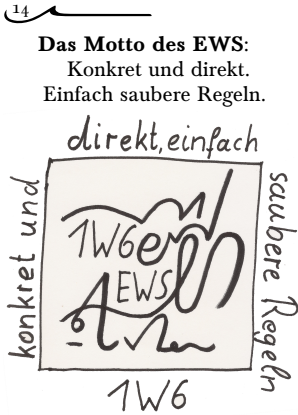 14
Das Motto des EWS:
Konkret und direkt.
Einfach saubere Regeln.
direkt, einfach
konkret und
saubere Regeln
1W6
EWS
1W6